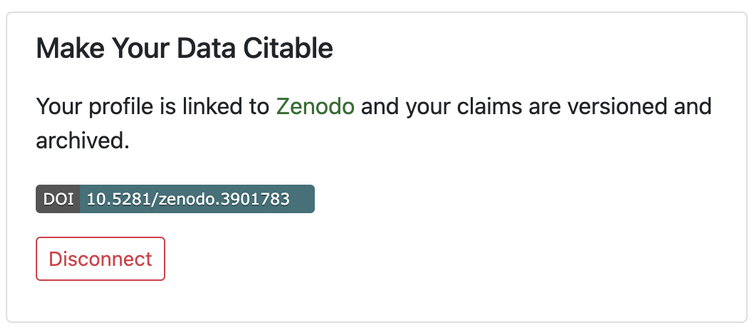 Make Your Data Citable
Your profile is linked to Zenodo and your claims are versioned and
archived.
DOI 10.5281/zenodo.3901783
Disconnect